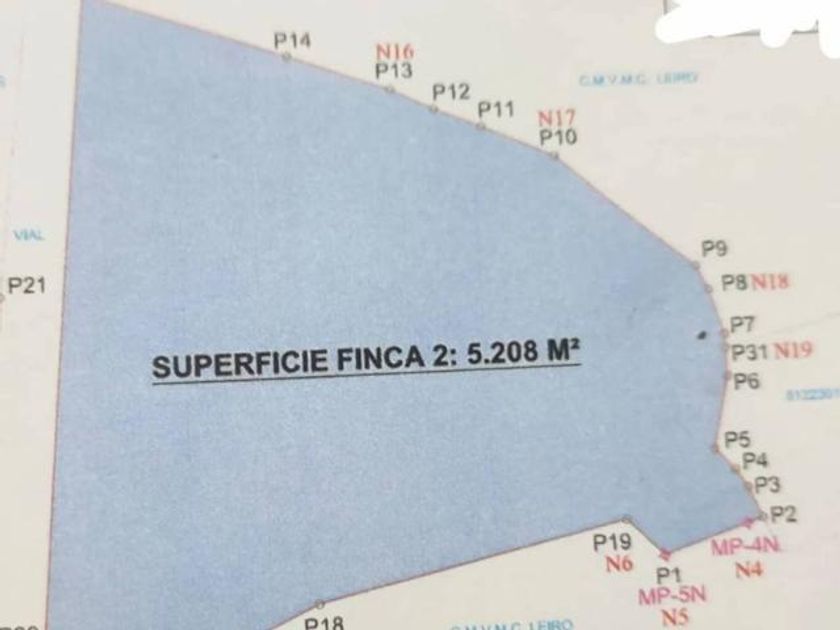 P14
N16
P13
P12
P11
N17
P10
C.M.V.M.C. LEIRO
VIAL
P21
P9
P8 N18
P7
P31 N19
P6
SUPERFICIE FINCA 2: 5.208 M²
P5
P4
P3
P2
MP-4N
N4
P19
N6
P1
MP-5N
N5
P18
C.M.V.M.C. LEIRO